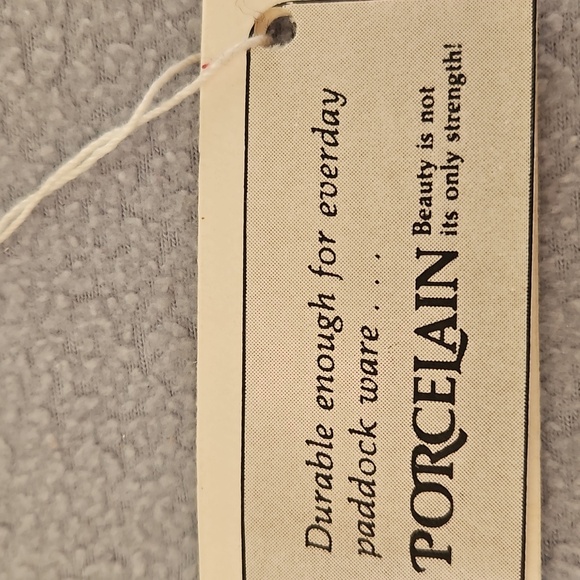 Durable enough for everday
paddock ware . . .
PORCELAIN
Beauty is not
its only strength!